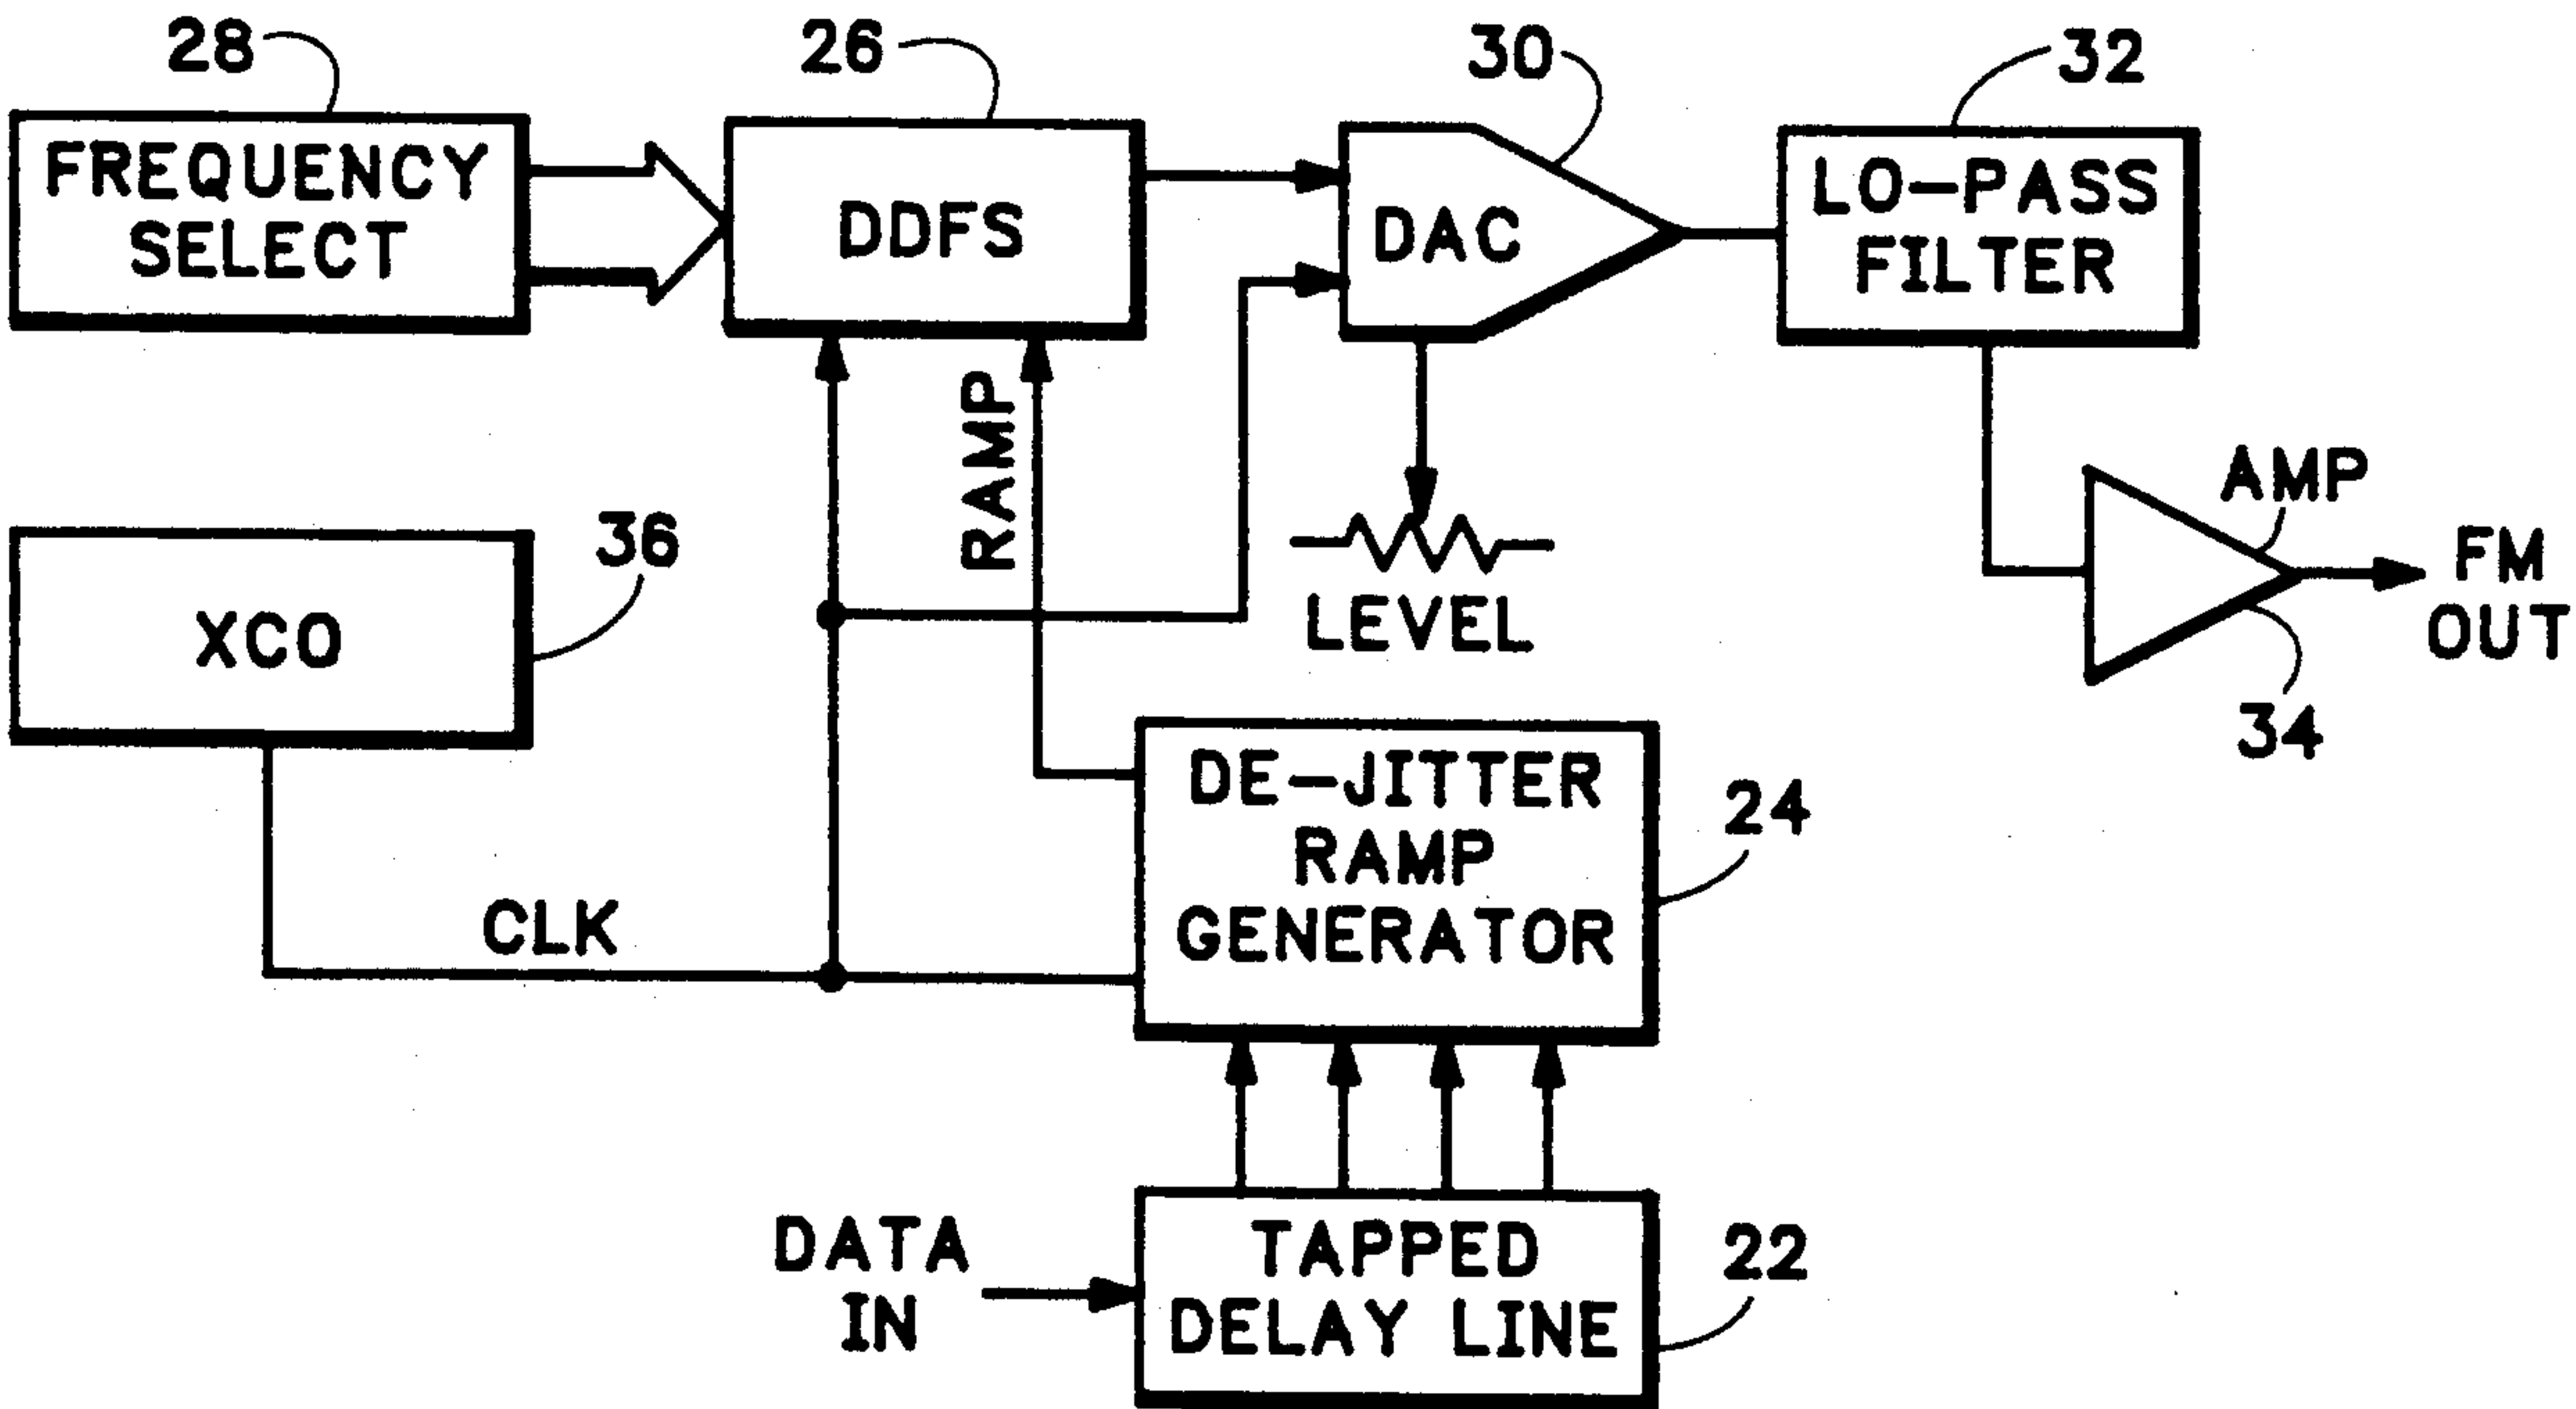 28
26
30
32
FREQUENCY
SELECT
DDFS
DAC
LO-PASS
FILTER
RAMP
AMP
36
XCO
LEVEL
FM
OUT
34
DE-JITTER
RAMP
GENERATOR
24
CLK
DATA
IN
TAPPED
DELAY LINE
22